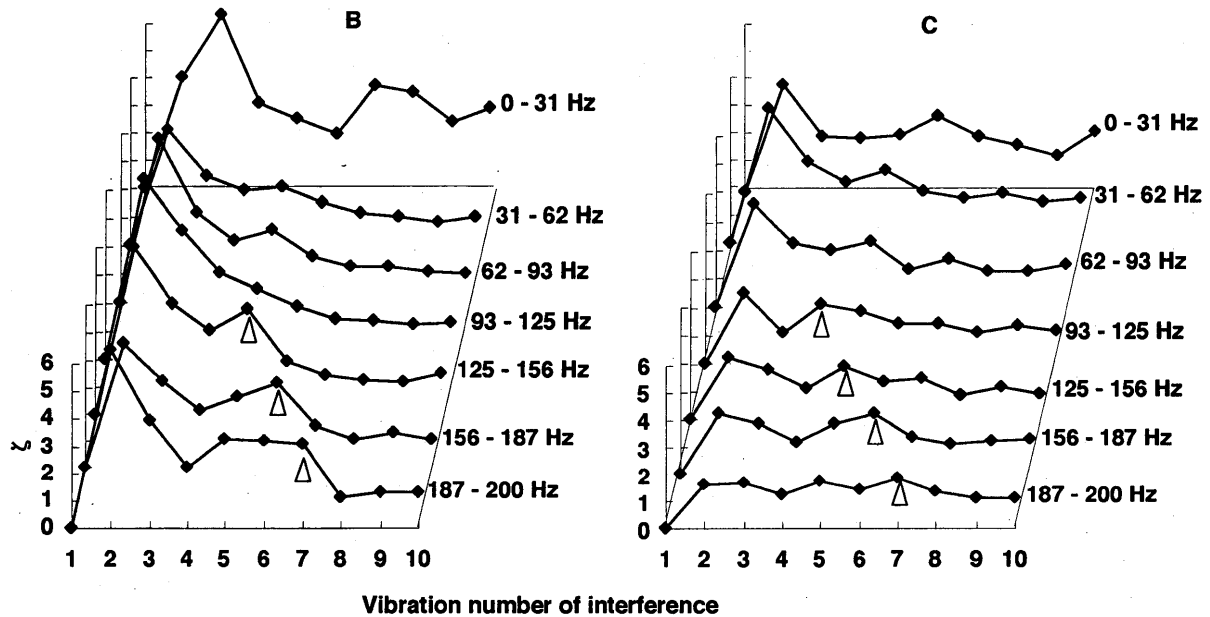 B
0 - 31 Hz
31 - 62 Hz
62 - 93 Hz
93 - 125 Hz
125 - 156 Hz
156 - 187 Hz
187 - 200 Hz
6
5
4
3
2
1
0
ζ
1 2 3 4 5 6 7 8 9 10
C
0 - 31 Hz
31 - 62 Hz
62 - 93 Hz
93 - 125 Hz
125 - 156 Hz
156 - 187 Hz
187 - 200 Hz
6
5
4
3
2
1
0
1 2 3 4 5 6 7 8 9 10
Vibration number of interference